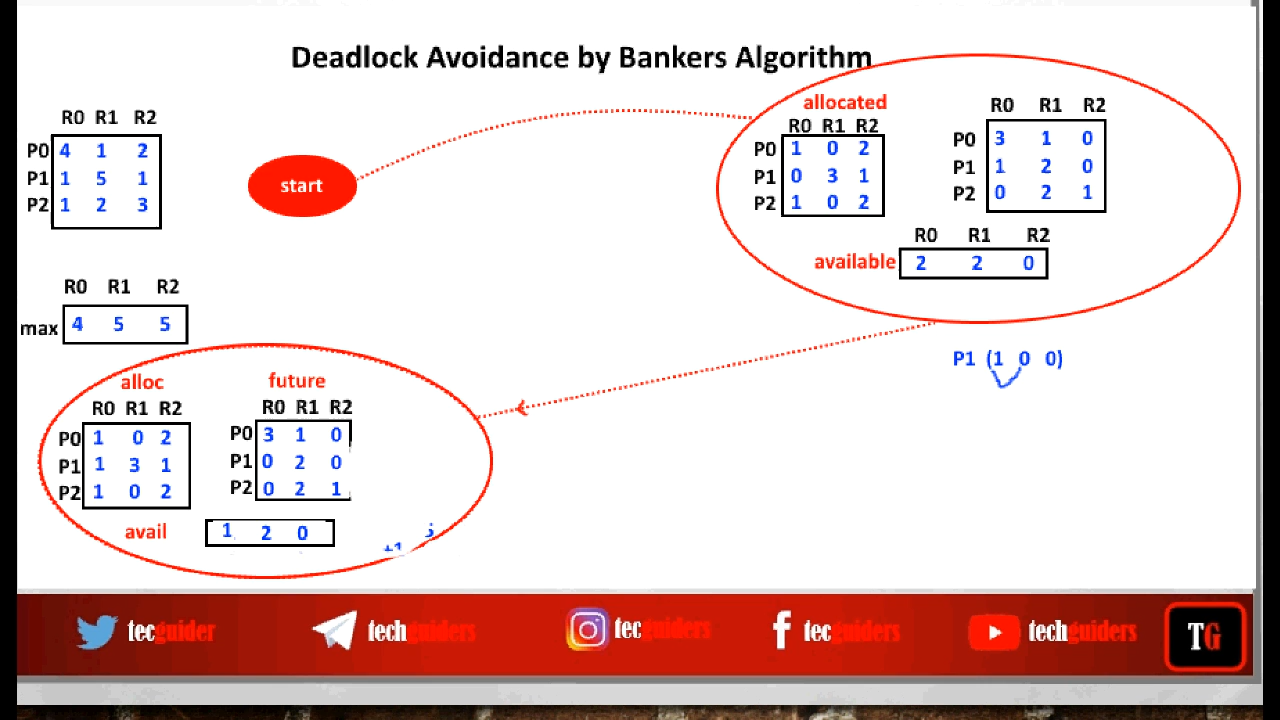 Deadlock Avoidance by Bankers Algorithm
R0 R1 R2
P0 4 1 2
P1 1 5 1
P2 1 2 3
start
allocated
R0 R1 R2
P0 1 0 2
P1 0 3 1
P2 1 0 2
R0 R1 R2
P0 3 1 0
P1 1 2 0
P2 0 2 1
R0 R1 R2
available 2 2 0
R0 R1 R2
max 4 5 5
P1 (1 0 0)
alloc
R0 R1 R2
P0 1 0 2
P1 1 3 1
P2 1 0 2
future
R0 R1 R2
P0 3 1 0
P1 0 2 0
P2 0 2 1
avail 1 2 0
tecguider
techguiders
tecguiders
tecguiders
techguiders
TG